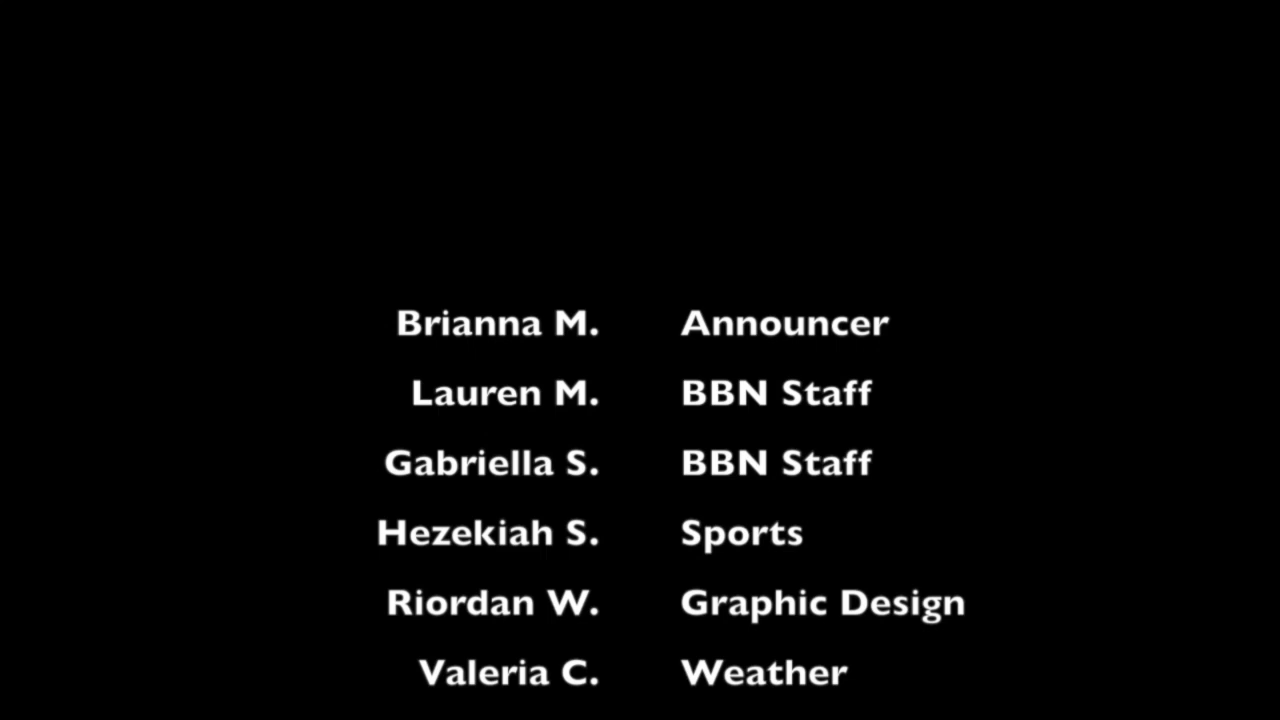 Brianna M. Announcer
Lauren M. BBN Staff
Gabriella S. BBN Staff
Hezekiah S. Sports
Riordan W. Graphic Design
Valeria C. Weather